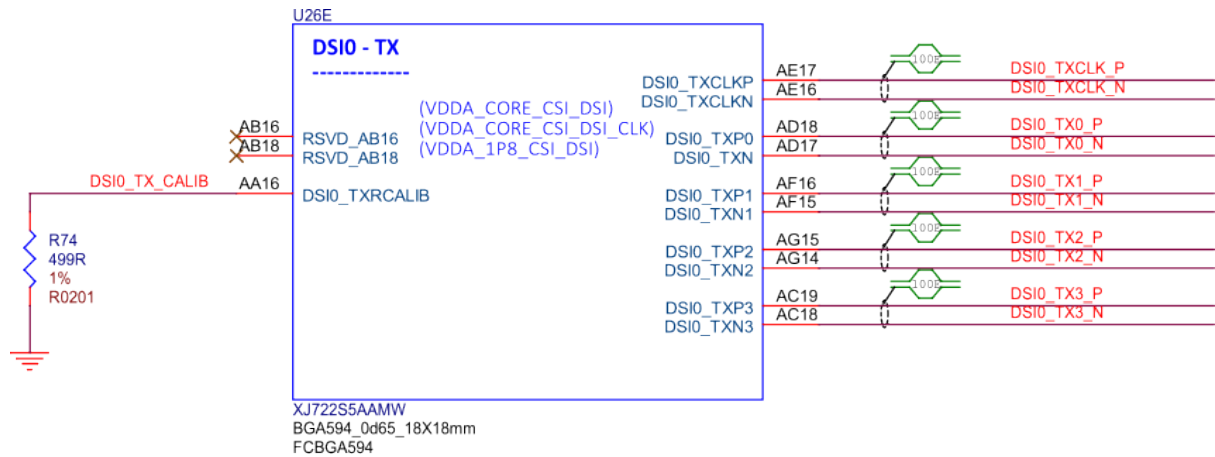 U26E
DSI0 - TX
-------------
(VDDA_CORE_CSI_DSI)
(VDDA_CORE_CSI_DSI_CLK)
(VDDA_1P8_CSI_DSI)
AB16
RSVD_AB16
AB18
RSVD_AB18
DSI0_TX_CALIB
AA16
DSI0_TXRCALIB
R74
499R
1%
R0201
DSI0_TXCLKP
AE17
100E
DSI0_TXCLK_P
DSI0_TXCLKN
AE16
DSI0_TXCLK_N
DSI0_TXP0
AD18
100E
DSI0_TX0_P
DSI0_TXN
AD17
DSI0_TX0_N
DSI0_TXP1
AF16
100E
DSI0_TX1_P
DSI0_TXN1
AF15
DSI0_TX1_N
DSI0_TXP2
AG15
100E
DSI0_TX2_P
DSI0_TXN2
AG14
DSI0_TX2_N
DSI0_TXP3
AC19
100E
DSI0_TX3_P
DSI0_TXN3
AC18
DSI0_TX3_N
XJ722S5AAMW
BGA594_0d65_18X18mm
FCBGA594